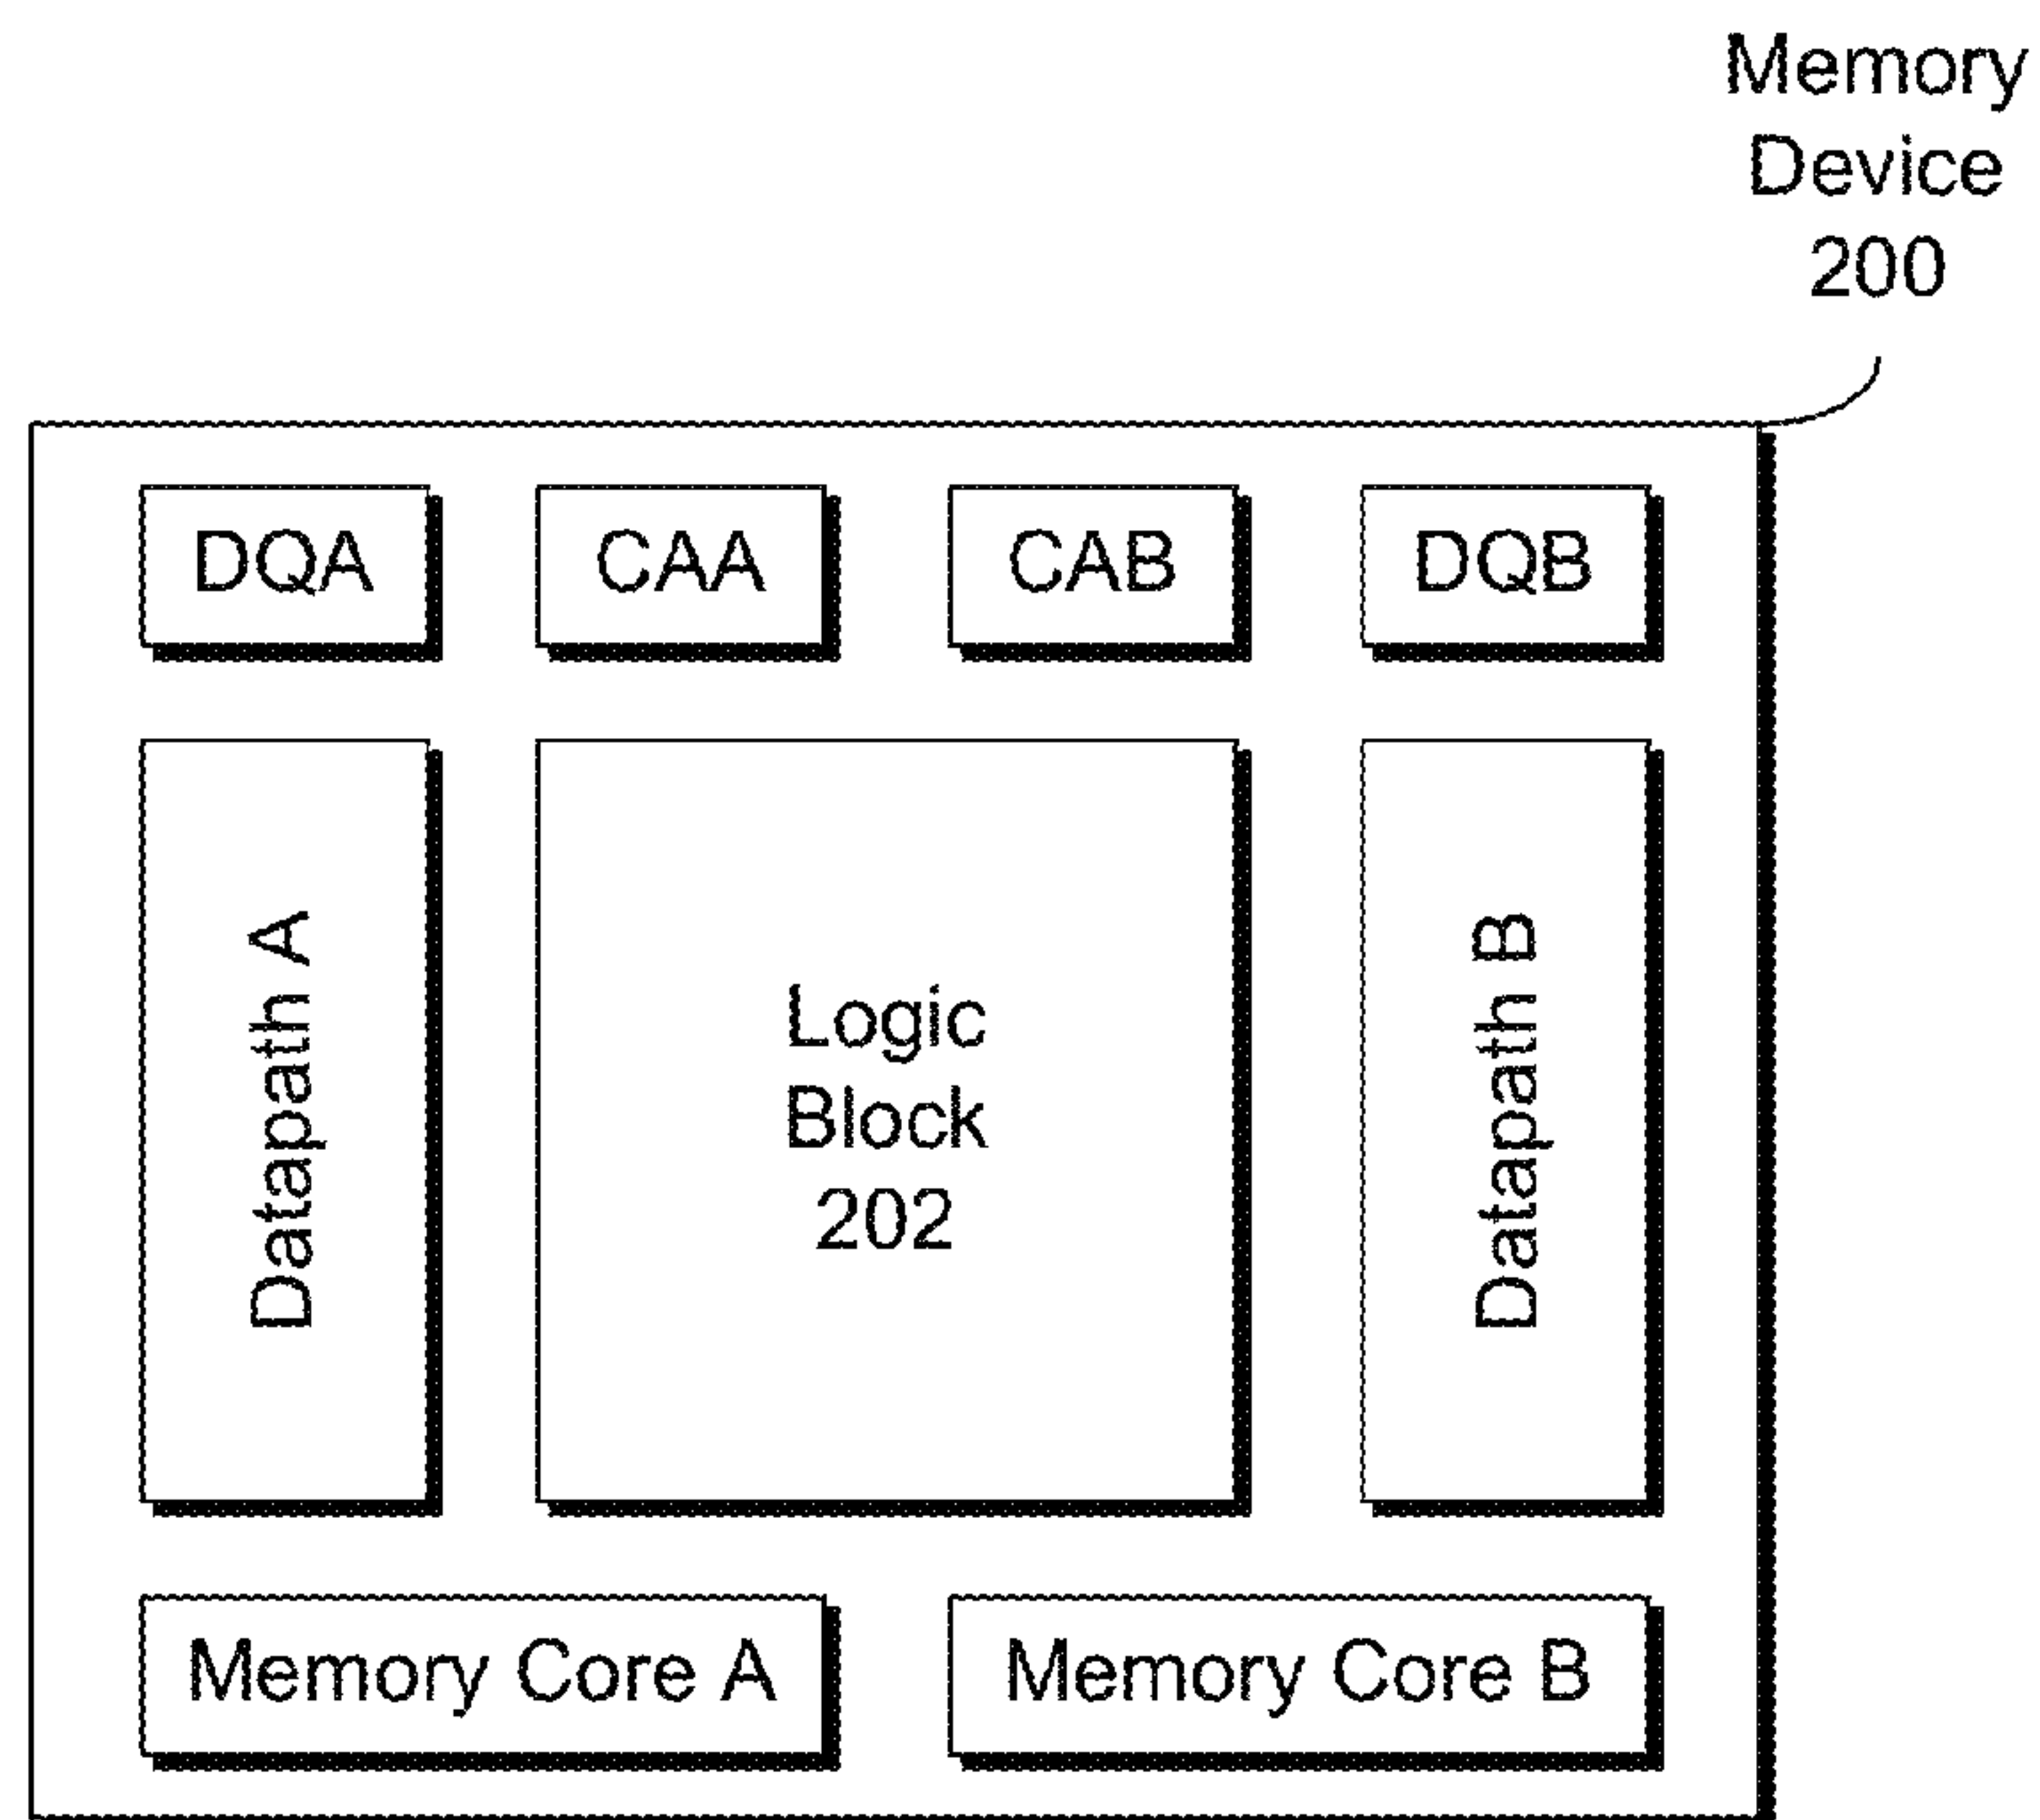 Memory
Device
200
DQA
CAA
CAB
DQB
Datapath A
Logic
Block
202
Datapath B
Memory Core A
Memory Core B